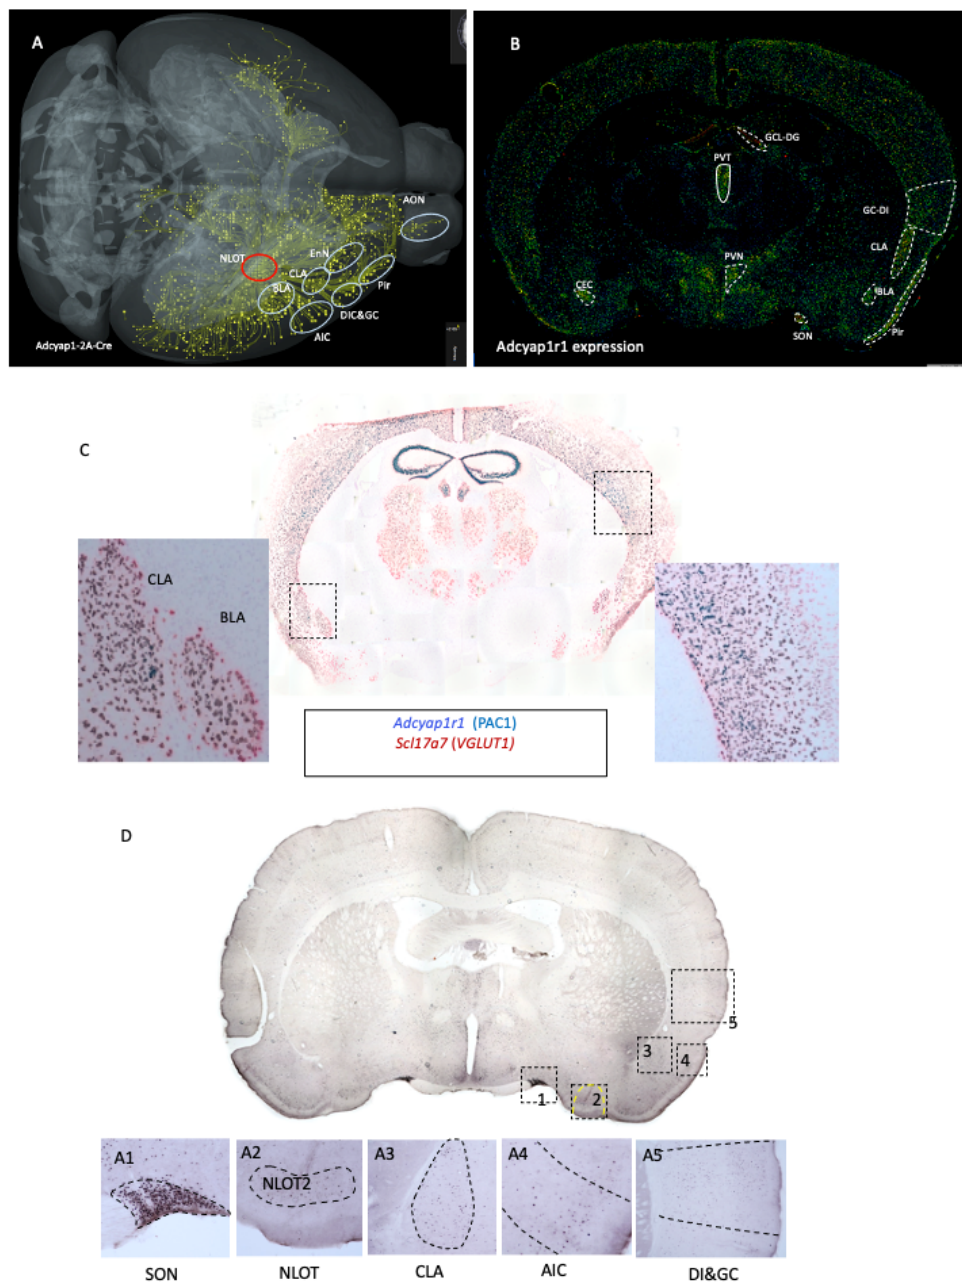 A
AON
EnN
NLOT
CLA
BLA
Pir
DIC&GC
AIC
Adcyap1-2A-Cre
B
GCL-DG
PVT
GC-DI
CLA
PVN
CEC
BLA
SON
Pir
Adcyap1r1 expression
C
CLA
BLA
Adcyap1r1 (PAC1)
Scl17a7 (VGLUT1)
D
5
3
4
1
2
A1
A2
NLOT2
A3
A4
A5
SON
NLOT
CLA
AIC
DI&GC